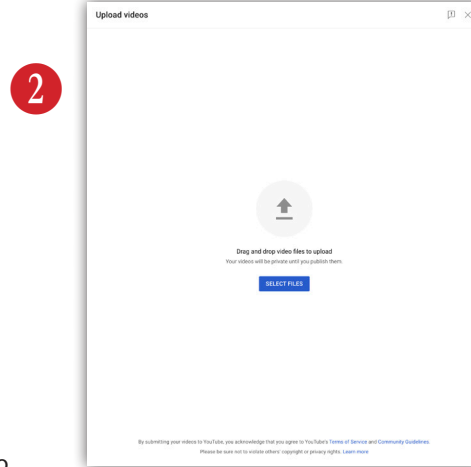 Upload videos
2
Drag and drop video files to upload
Your videos will be private until you publish them.
SELECT FILES
By submitting your videos to YouTube, you acknowledge that you agree to YouTube's Terms of Service and Community Guidelines.
Please be sure not to violate others' copyright or privacy rights. Learn more